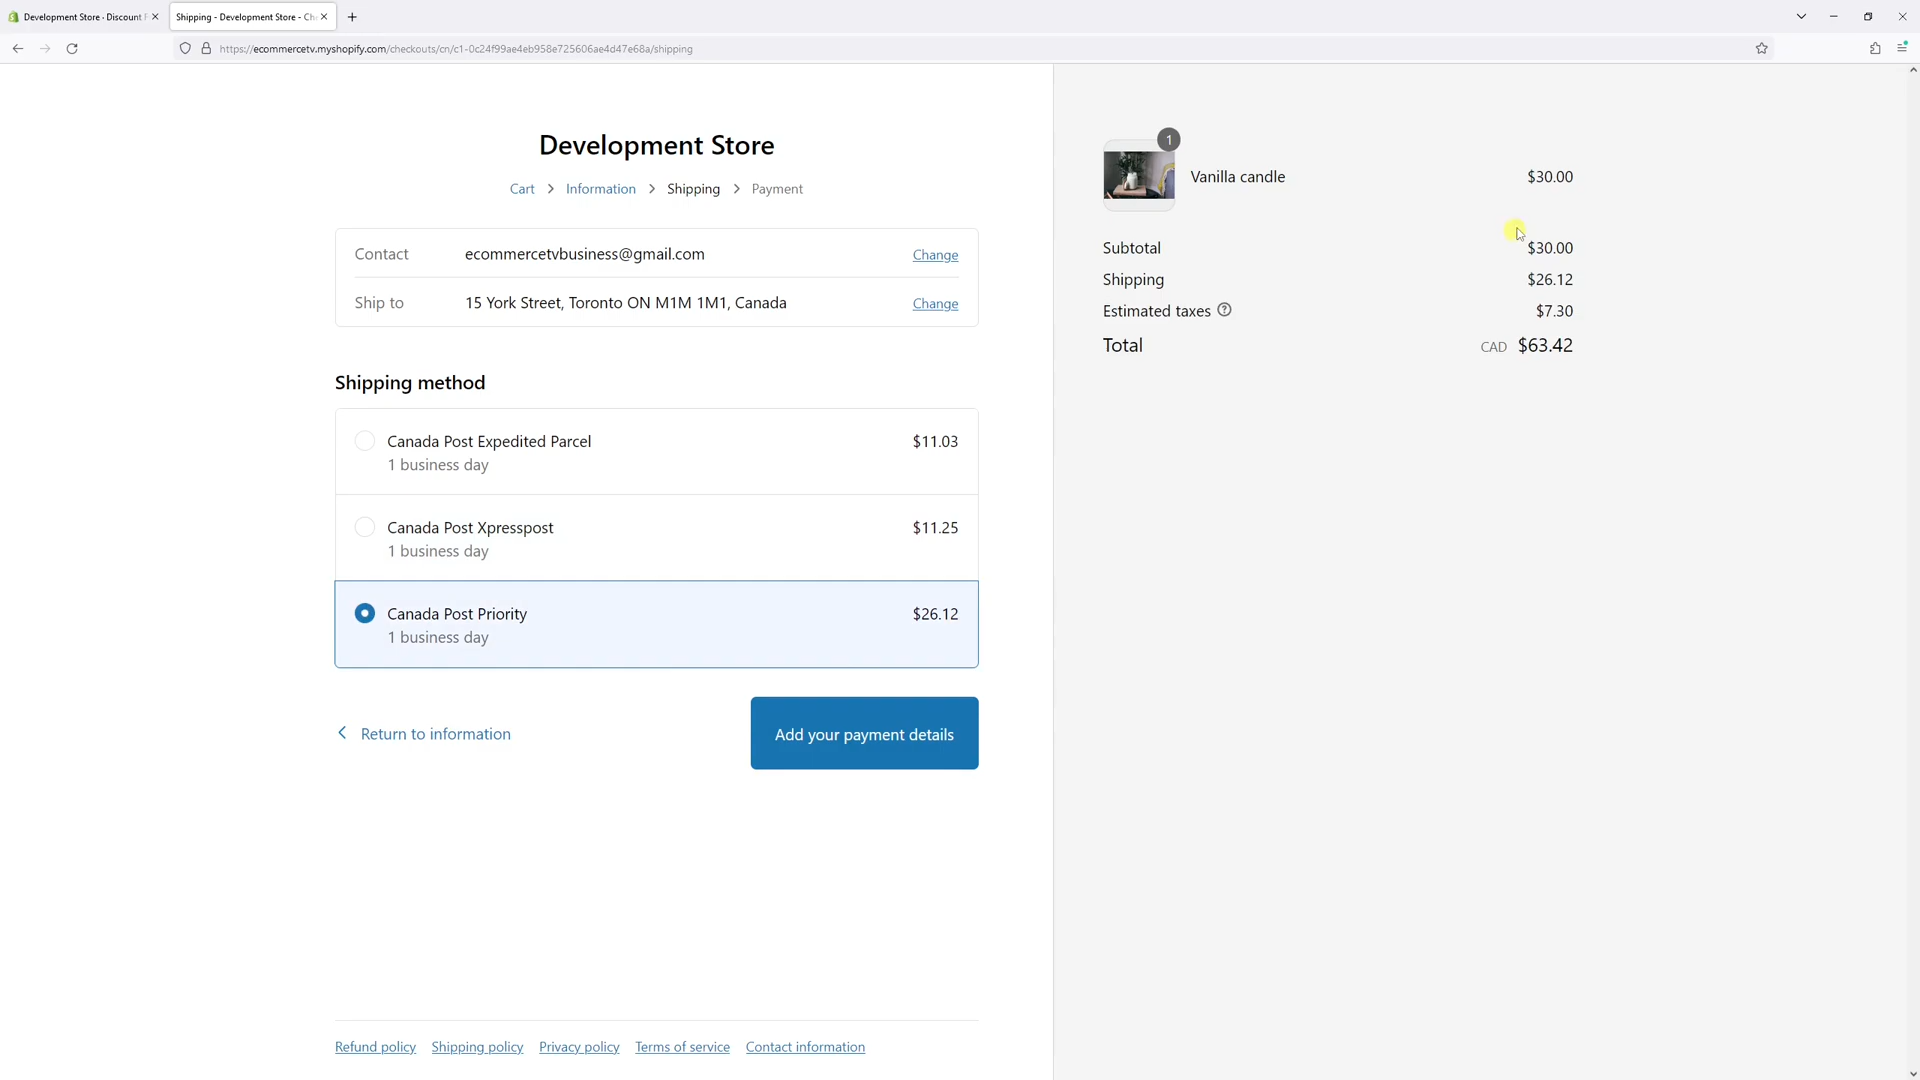 Development Store · Discount
Shipping - Development Store - Ch
https://ecommercetv.myshopify.com/checkouts/cn/c1-0c24f99ae4eb958e725606ae4d47e68a/shipping
Development Store
Cart > Information > Shipping > Payment
Contact ecommercetvbusiness@gmail.com Change
Ship to 15 York Street, Toronto ON M1M 1M1, Canada Change
Shipping method
Canada Post Expedited Parcel $11.03
1 business day
Canada Post Xpresspost $11.25
1 business day
Canada Post Priority $26.12
1 business day
Return to information
Add your payment details
Refund policy Shipping policy Privacy policy Terms of service Contact information
1
Vanilla candle $30.00
Subtotal $30.00
Shipping $26.12
Estimated taxes $7.30
Total CAD $63.42